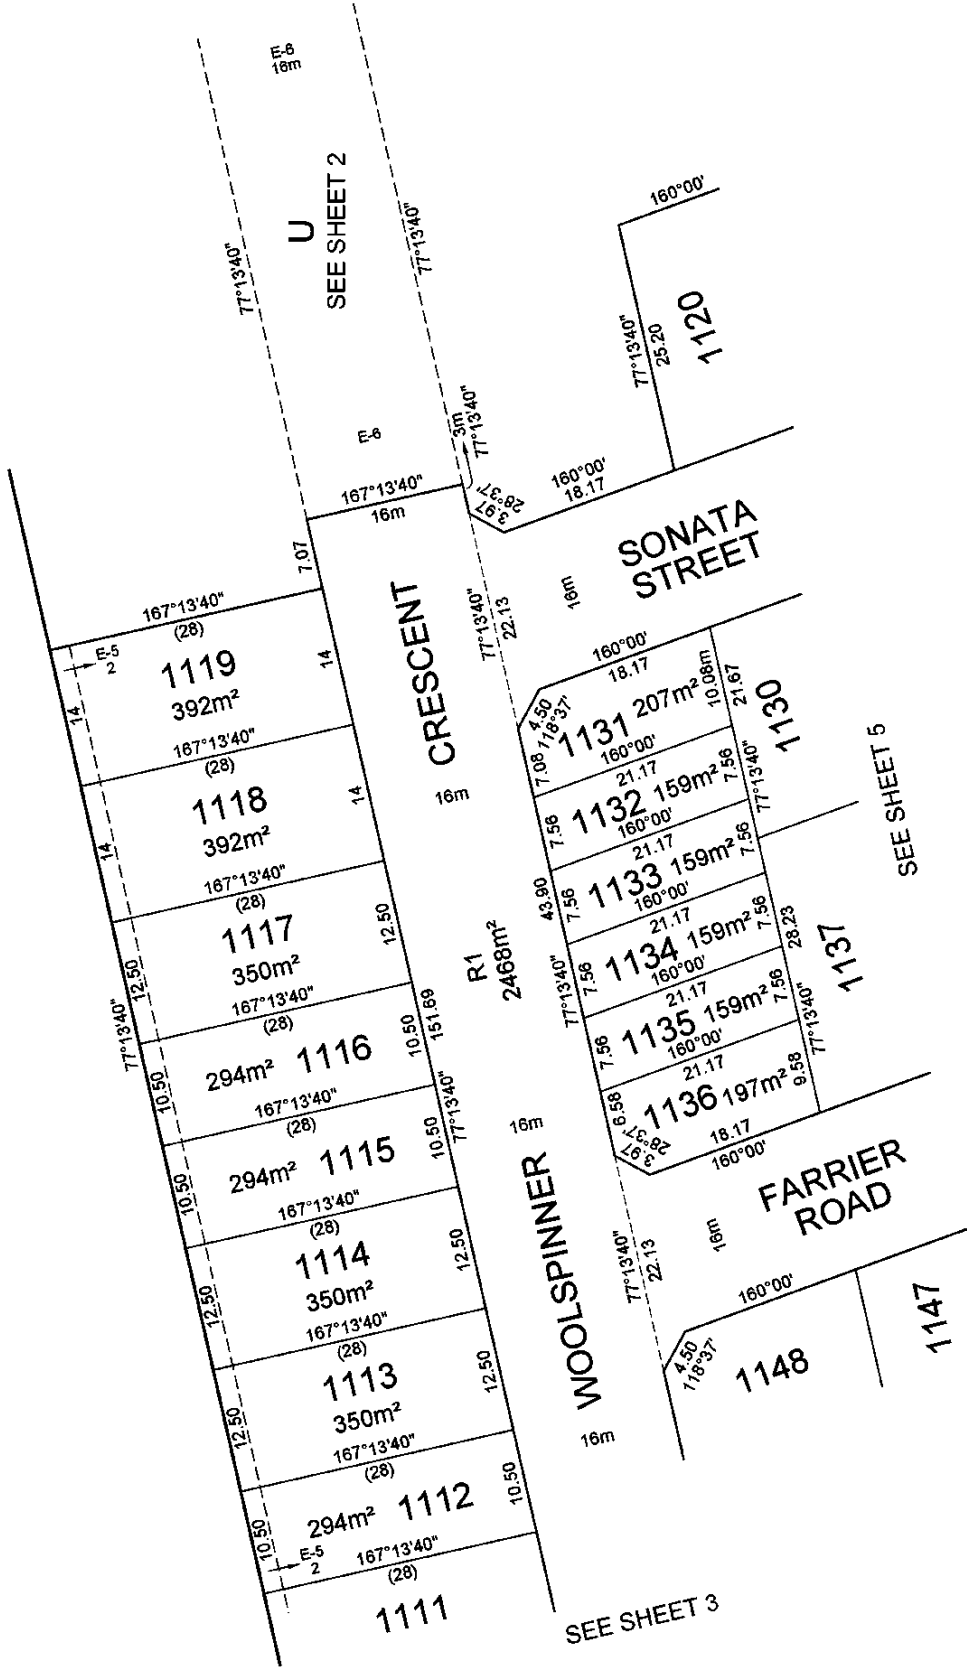 E-6
16m
U
SEE SHEET 2
77°13'40"
77°13'40"
160°00'
77°13'40"
25.20
1120
E-6
3m
77°13'40"
167°13'40"
16m
3.97
28°37'
160°00'
18.17
SONATA
STREET
7.07
CRESCENT
77°13'40"
22.13
16m
167°13'40"
(28)
E-5
2
1119
392m²
14
14
167°13'40"
(28)
1118
392m²
14
14
167°13'40"
(28)
1117
350m²
12.50
12.50
77°13'40"
167°13'40"
(28)
294m² 1116
10.50
10.50
151.69
77°13'40"
167°13'40"
(28)
294m² 1115
10.50
10.50
167°13'40"
(28)
1114
350m²
12.50
12.50
167°13'40"
(28)
1113
350m²
12.50
12.50
167°13'40"
(28)
294m² 1112
10.50
10.50
E-5
2
167°13'40"
(28)
1111
SEE SHEET 3
16m
R1
2468m²
16m
WOOLSPINNER
16m
160°00'
18.17
4.50
118°37'
1131 207m²
7.08
10.08m
21.67
1130
160°00'
21.17
1132 159m²
7.56
7.56
77°13'40"
160°00'
21.17
1133 159m²
7.56
7.56
43.90
77°13'40"
160°00'
21.17
1134 159m²
7.56
7.56
28.23
1137
SEE SHEET 5
160°00'
21.17
1135 159m²
7.56
7.56
77°13'40"
160°00'
21.17
1136 197m²
6.58
9.58
3.97
28°37'
18.17
160°00'
FARRIER
ROAD
16m
77°13'40"
22.13
160°00'
4.50
118°37'
1148
1147